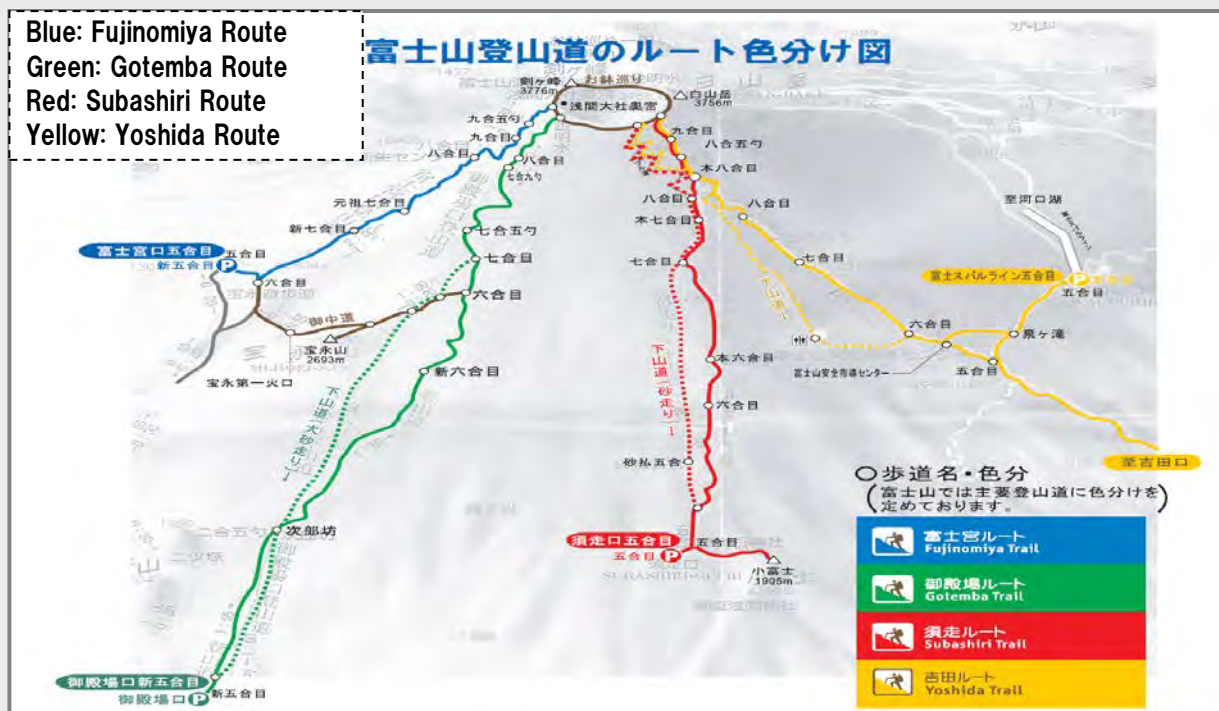 Blue: Fujinomiya Route
Green: Gotemba Route
Red: Subashiri Route
Yellow: Yoshida Route
富士山登山道のルート色分け図
剣ヶ峰
3776m
お鉢巡り
浅間大社奥宮
白山岳
3756m
九合五勺
九合目
八合目
元祖七合目
新七合目
富士宮口五合目
五合目
新五合目 P
六合目
御中道
宝永山
2693m
宝永第一火口
八合目
七合九勺
七合五勺
七合目
六合目
新六合目
下山道(大砂走り)
次郎坊
御殿場口新五合目
御殿場口 P
新五合目
九合目
八合五勺
本八合目
八合目
本七合目
七合目
本六合目
六合目
下山道(砂走り)
砂払五合
須走口五合目
五合目
五合目 P
小富士
1905m
八合目
七合目
下山道
六合目
富士山安全指導センター
五合目
泉ヶ滝
至河口湖
富士スバルライン五合目
P
五合目
至吉田口
○歩道名・色分
(富士山では主要登山道に色分けを
定めております。)
富士宮ルート
Fujinomiya Trail
御殿場ルート
Gotemba Trail
須走ルート
Subashiri Trail
吉田ルート
Yoshida Trail